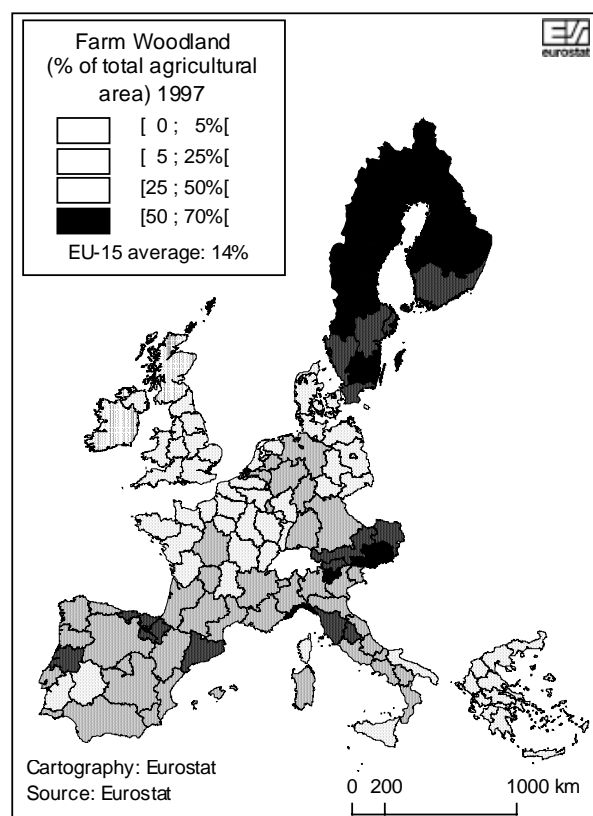 Farm Woodland
(% of total agricultural
area) 1997
[ 0 ; 5%[
[ 5 ; 25%[
[25 ; 50%[
[50 ; 70%[
EU-15 average: 14%
eurostat
Cartography: Eurostat
Source: Eurostat
0 200 1000 km